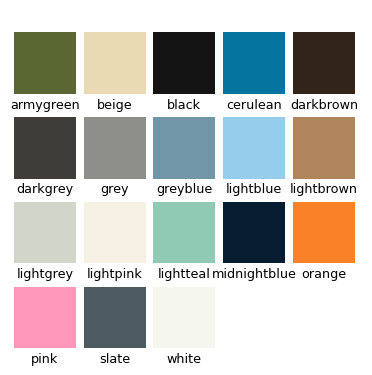 armygreen beige black cerulean darkbrown
darkgrey grey greyblue lightblue lightbrown
lightgrey lightpink lightteal midnightblue orange
pink slate white